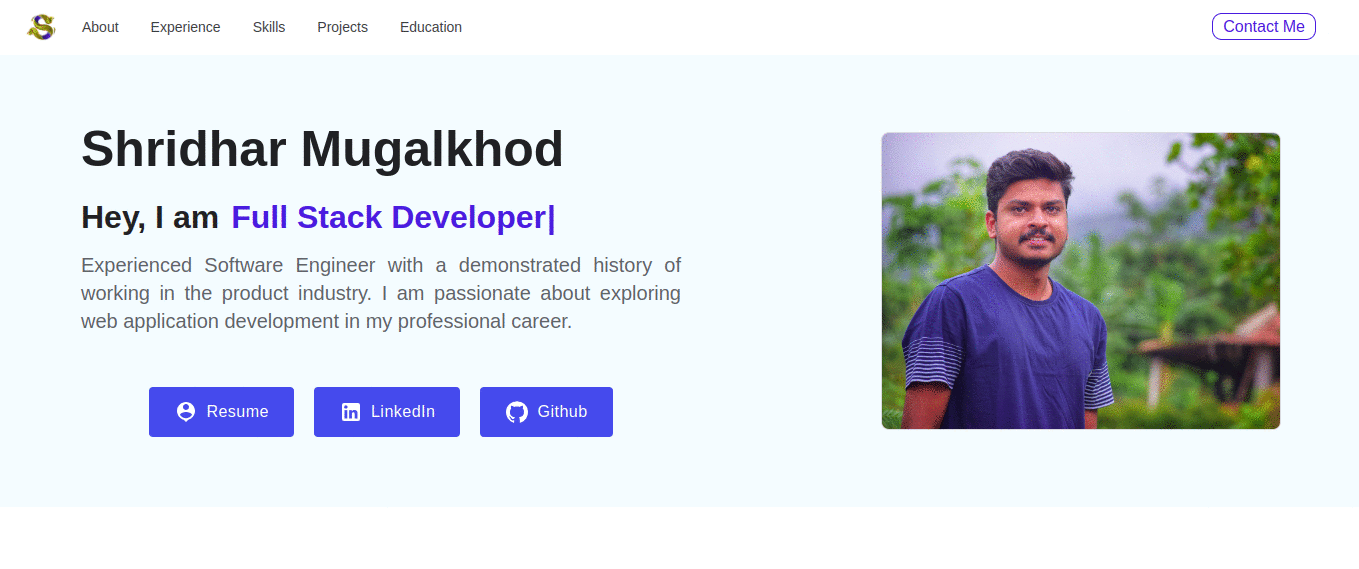 S
About
Experience
Skills
Projects
Education
Contact Me
Shridhar Mugalkhod
Hey, I am Full Stack Developer|
Experienced Software Engineer with a demonstrated history of
working in the product industry. I am passionate about exploring
web application development in my professional career.
Resume
in
LinkedIn
Github